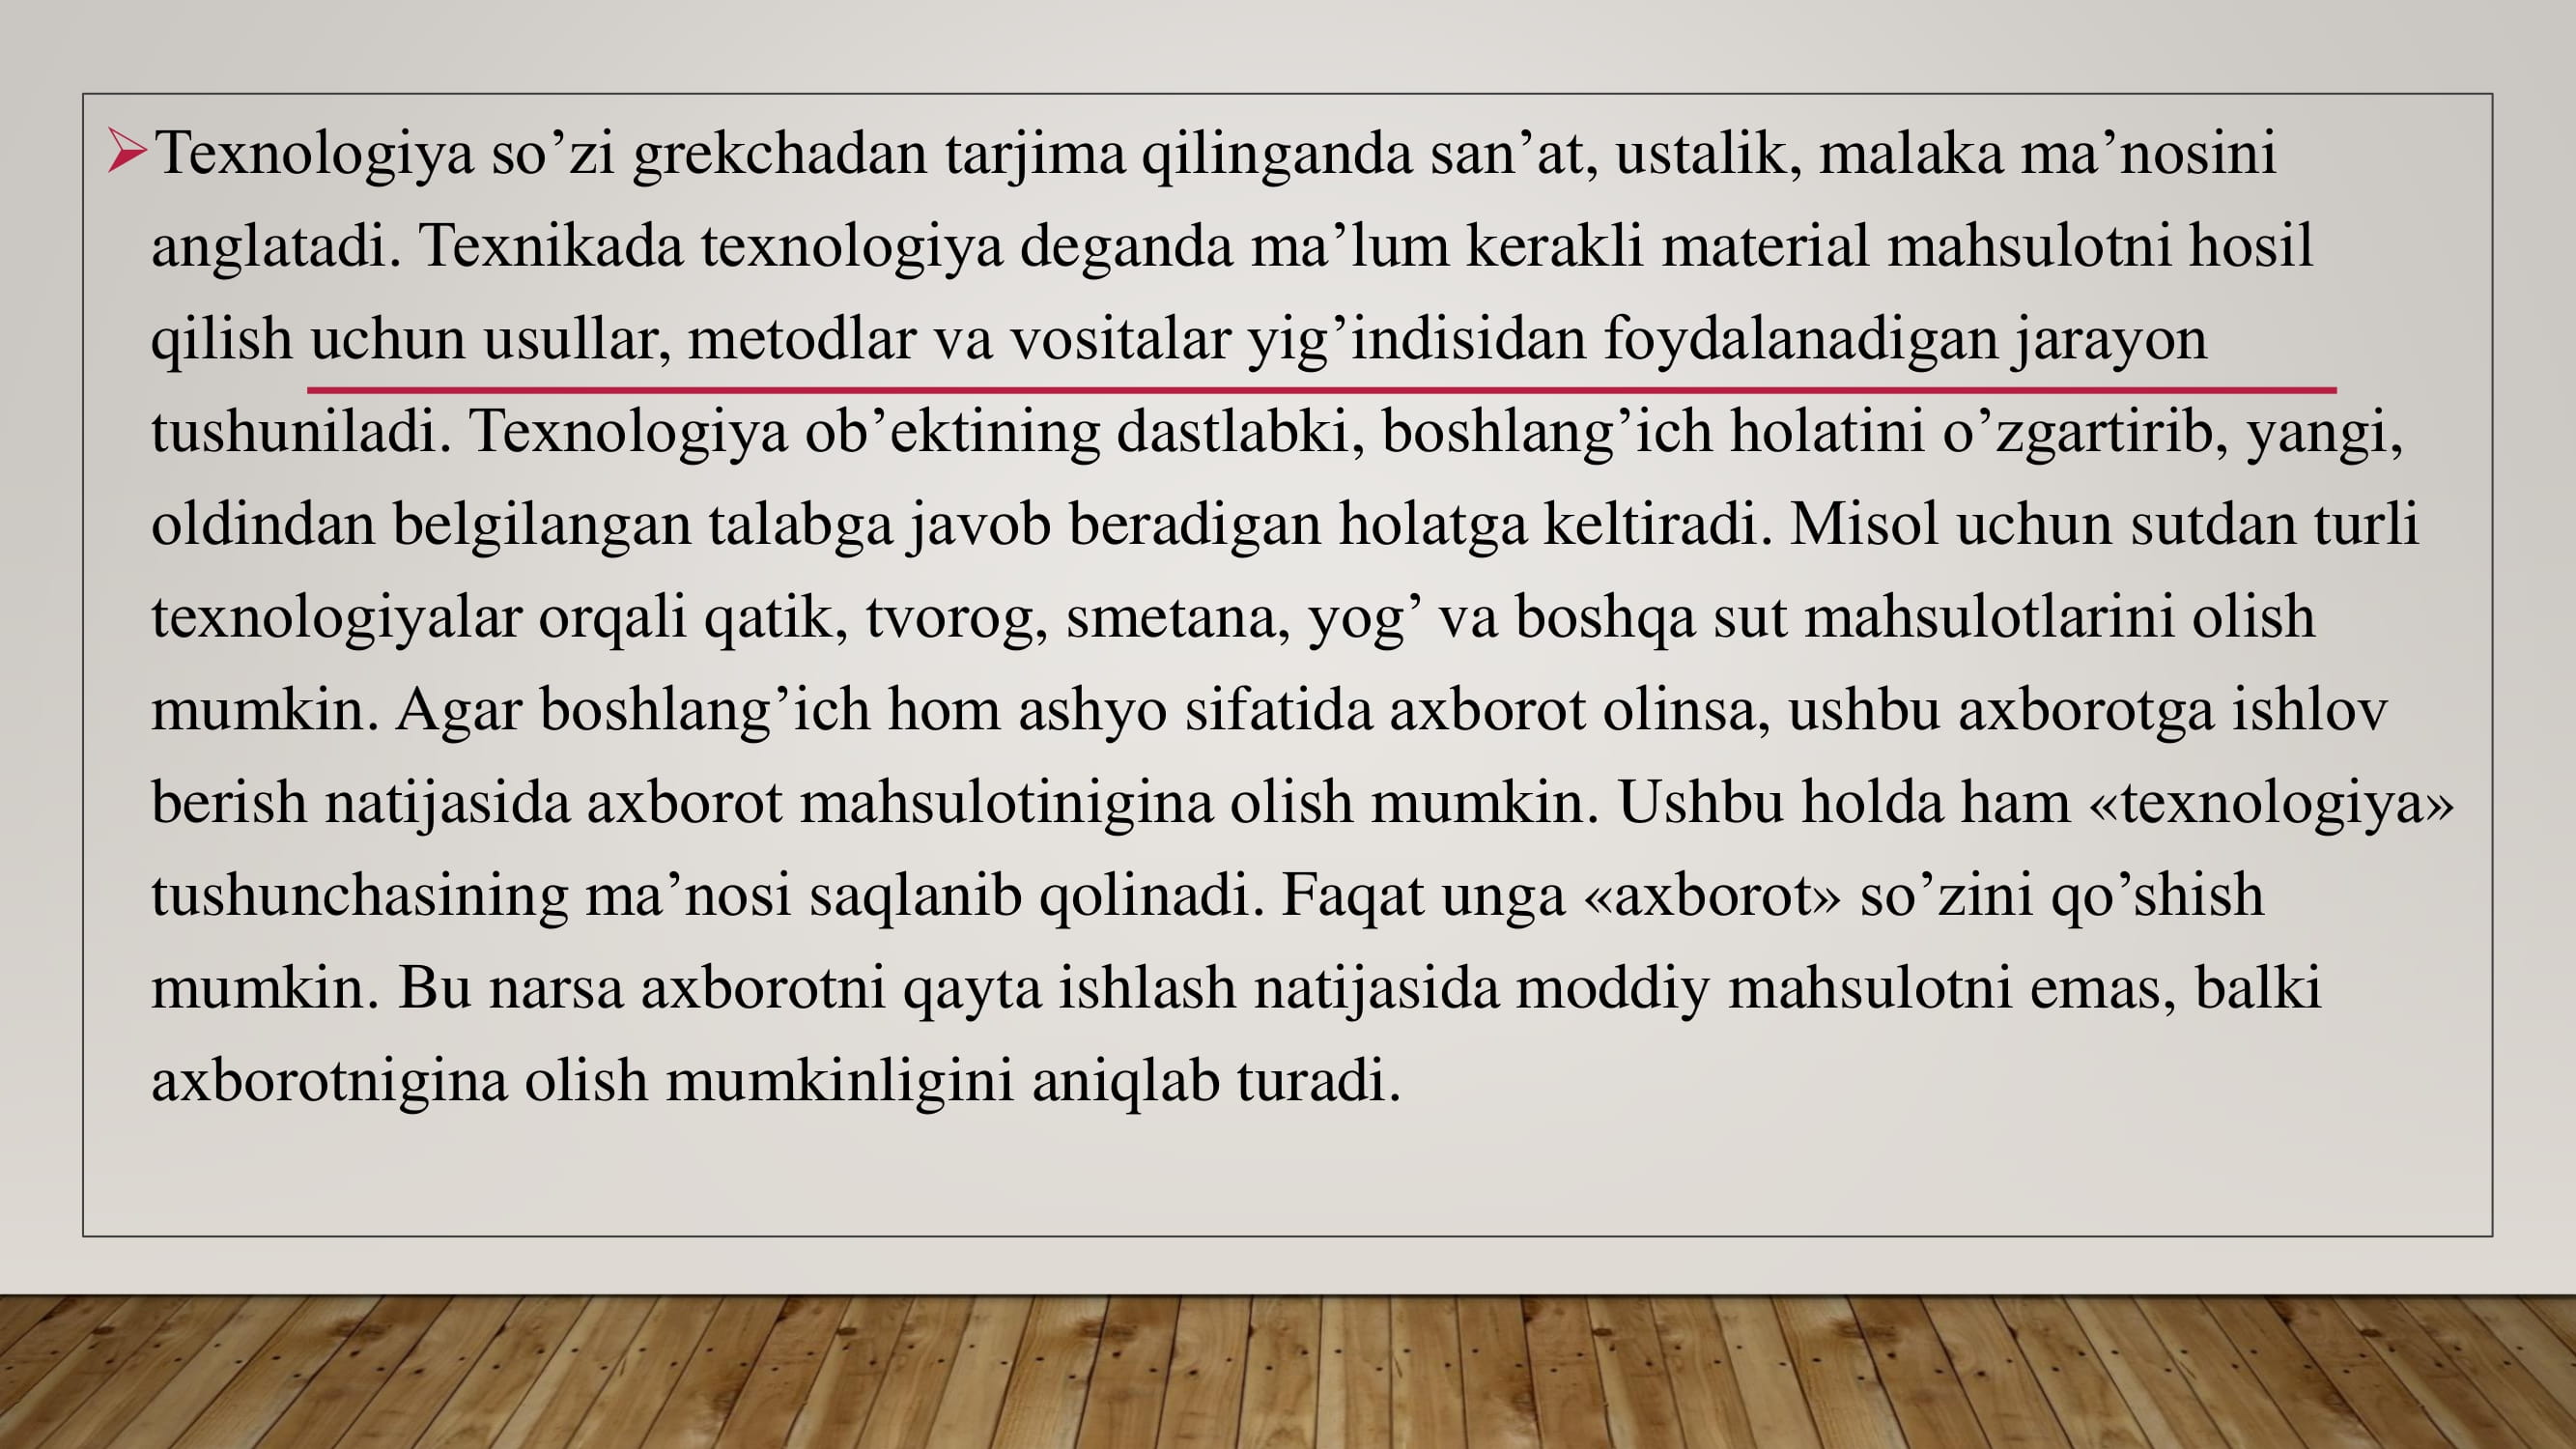 Texnologiya so’zi grekchadan tarjima qilinganda san’at, ustalik, malaka ma’nosini
anglatadi. Texnikada texnologiya deganda ma’lum kerakli material mahsulotni hosil
qilish uchun usullar, metodlar va vositalar yig’indisidan foydalanadigan jarayon
tushuniladi. Texnologiya ob’ektining dastlabki, boshlang’ich holatini o’zgartirib, yangi,
oldindan belgilangan talabga javob beradigan holatga keltiradi. Misol uchun sutdan turli
texnologiyalar orqali qatik, tvorog, smetana, yog’ va boshqa sut mahsulotlarini olish
mumkin. Agar boshlang’ich hom ashyo sifatida axborot olinsa, ushbu axborotga ishlov
berish natijasida axborot mahsulotinigina olish mumkin. Ushbu holda ham «texnologiya»
tushunchasining ma’nosi saqlanib qolinadi. Faqat unga «axborot» so’zini qo’shish
mumkin. Bu narsa axborotni qayta ishlash natijasida moddiy mahsulotni emas, balki
axborotnigina olish mumkinligini aniqlab turadi.